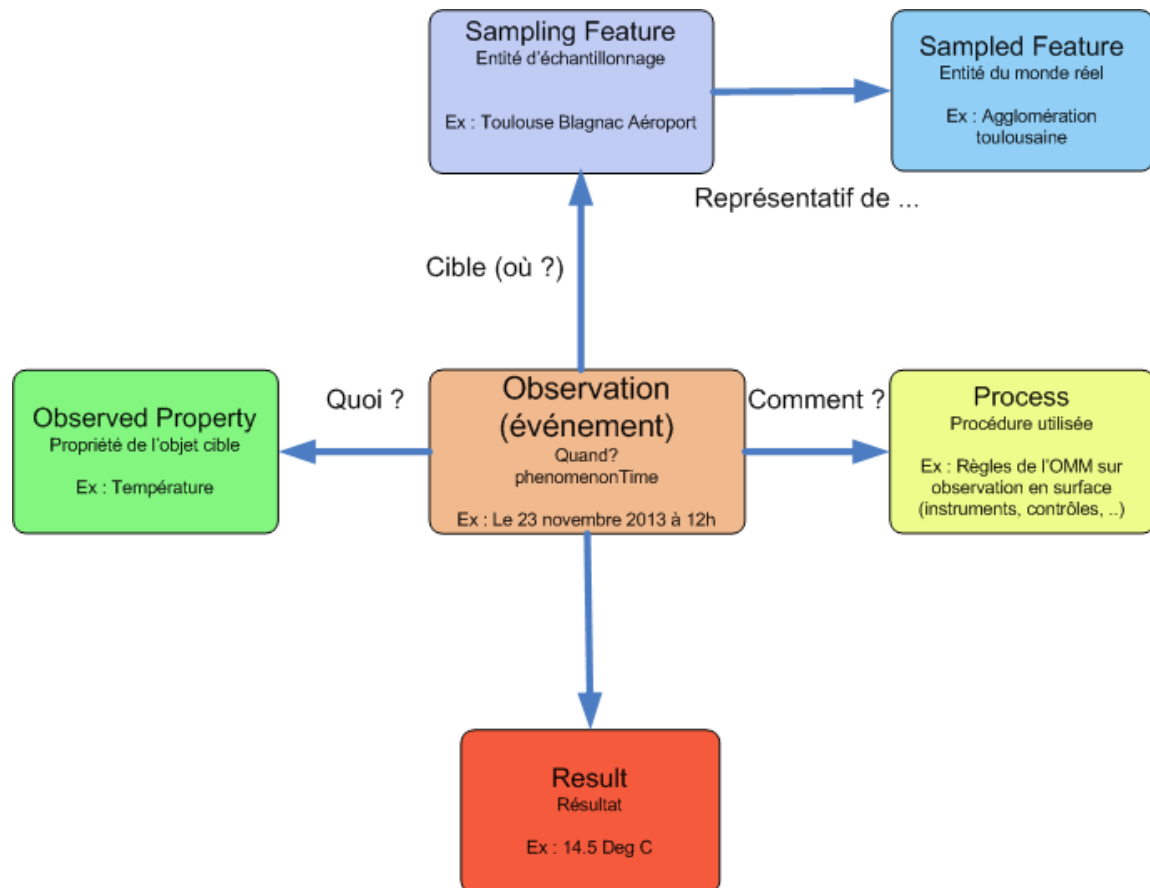 Sampling Feature
Entité d'échantillonnage
Ex : Toulouse Blagnac Aéroport
Sampled Feature
Entité du monde réel
Ex : Agglomération
toulousaine
Représentatif de ...
Cible (où ?)
Observed Property
Propriété de l'objet cible
Ex : Température
Quoi ?
Observation
(événement)
Quand?
phenomenonTime
Ex : Le 23 novembre 2013 à 12h
Comment ?
Process
Procédure utilisée
Ex : Règles de l'OMM sur
observation en surface
(instruments, contrôles, ..)
Result
Résultat
Ex : 14.5 Deg C